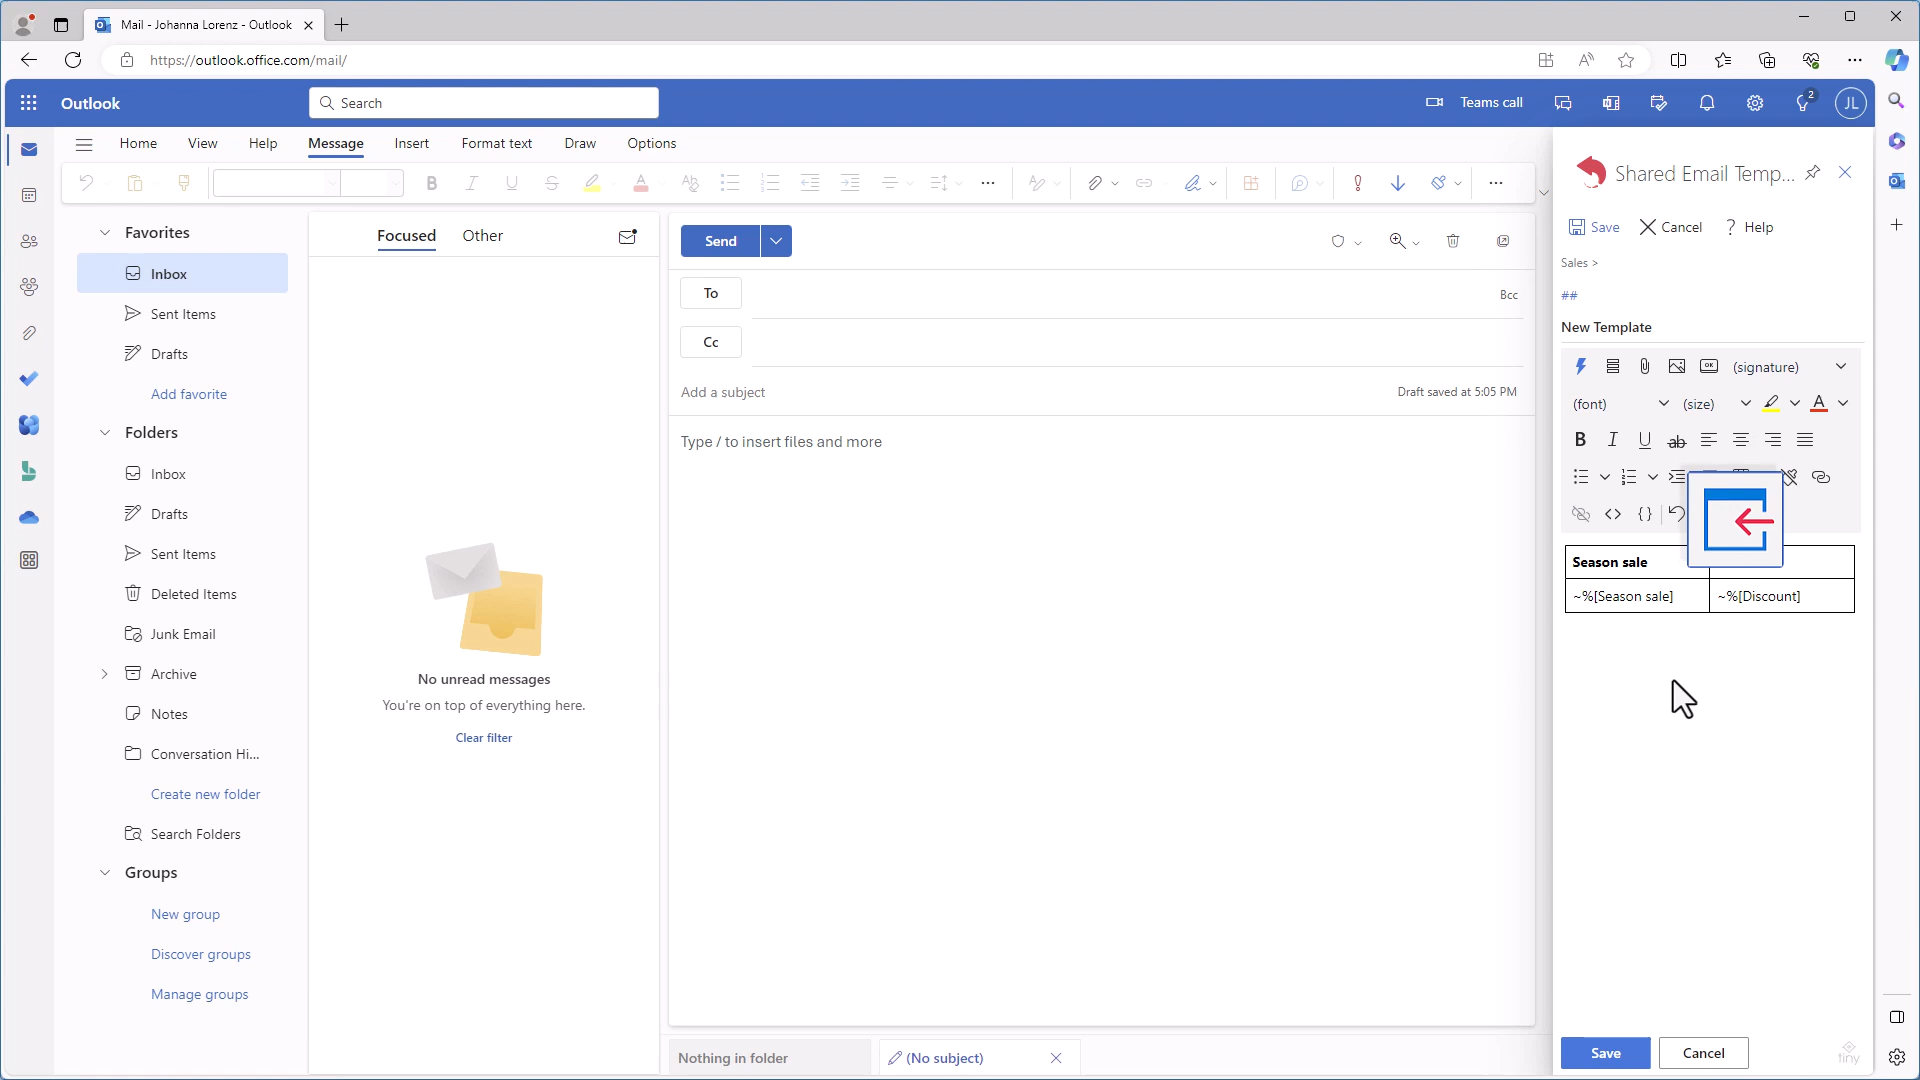 Mail - Johanna Lorenz - Outlook
https://outlook.office.com/mail/
Outlook
Search
Teams call
2
JL
Home
View
Help
Message
Insert
Format text
Draw
Options
Favorites
Inbox
Sent Items
Drafts
Add favorite
Folders
Inbox
Drafts
Sent Items
Deleted Items
Junk Email
Archive
Notes
Conversation Hi...
Create new folder
Search Folders
Groups
New group
Discover groups
Manage groups
Focused
Other
No unread messages
You're on top of everything here.
Clear filter
Send
To
Bcc
Cc
Add a subject
Draft saved at 5:05 PM
Type / to insert files and more
Nothing in folder
(No subject)
Shared Email Temp...
Save
Cancel
? Help
Sales >
##
New Template
(signature)
(font)
(size)
Season sale
~%[Season sale]
~%[Discount]
Save
Cancel
tiny